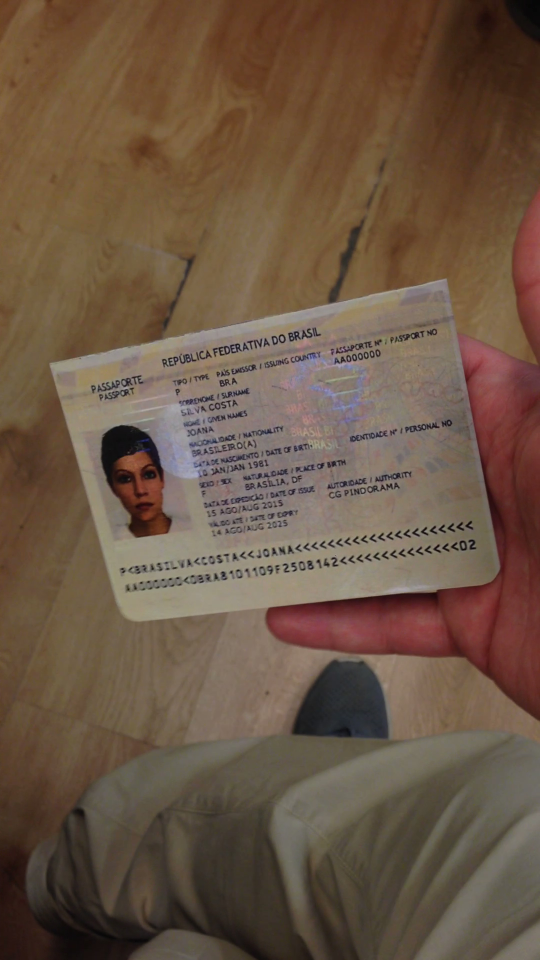 REPÚBLICA FEDERATIVA DO BRASIL
PASSAPORTE
PASSPORT
TIPO / TYPE PAÍS EMISSOR / ISSUING COUNTRY PASSAPORTE Nº / PASSPORT NO
P BRA AA000000
SOBRENOME / SURNAME
SILVA COSTA
NOME / GIVEN NAMES
JOANA
NACIONALIDADE / NATIONALITY
BRASILEIRO(A)
DATA DE NASCIMENTO / DATE OF BIRTH IDENTIDADE Nº / PERSONAL NO
10 JAN/JAN 1981
SEXO / SEX NATURALIDADE / PLACE OF BIRTH
F BRASÍLIA, DF
DATA DE EXPEDIÇÃO / DATE OF ISSUE AUTORIDADE / AUTHORITY
15 AGO/AUG 2015 CG PINDORAMA
VÁLIDO ATÉ / DATE OF EXPIRY
14 AGO/AUG 2025
P<BRASILVA<COSTA<<JOANA<<<<<<<<<<<<<<<<<<<<<
AA000000<0BRA8101109F2508142<<<<<<<<<<<<<<02